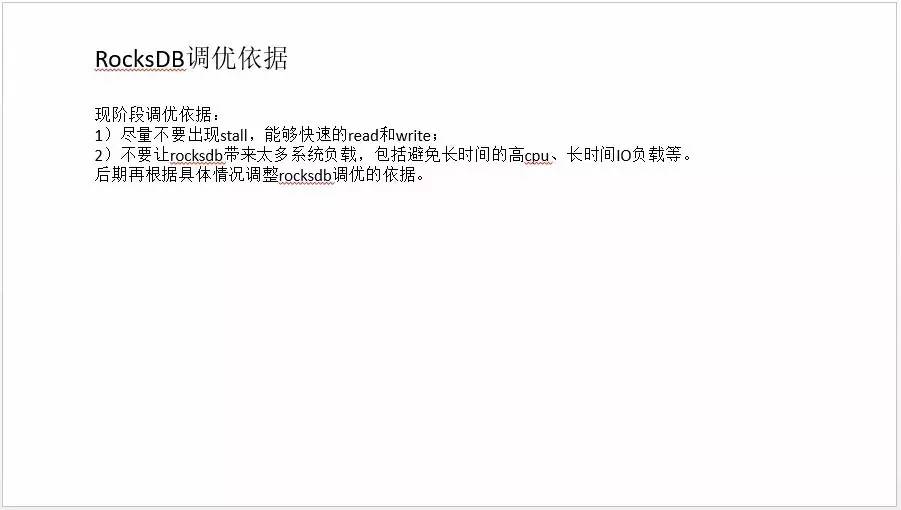 RocksDB调优依据
现阶段调优依据：
1）尽量不要出现stall，能够快速的read和write；
2）不要让rocksdb带来太多系统负载，包括避免长时间的高cpu、长时间IO负载等。
后期再根据具体情况调整rocksdb调优的依据。